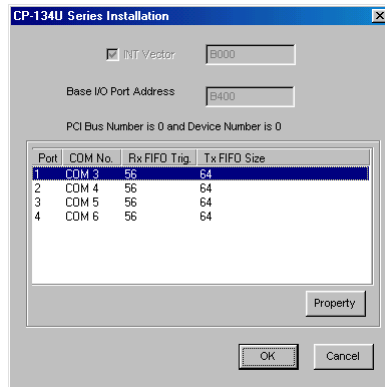 CP-134U Series Installation
INT Vector B000
Base I/O Port Address B400
PCI Bus Number is 0 and Device Number is 0
Port COM No. Rx FIFO Trig. Tx FIFO Size
1 COM 3 56 64
2 COM 4 56 64
3 COM 5 56 64
4 COM 6 56 64
Property
OK Cancel